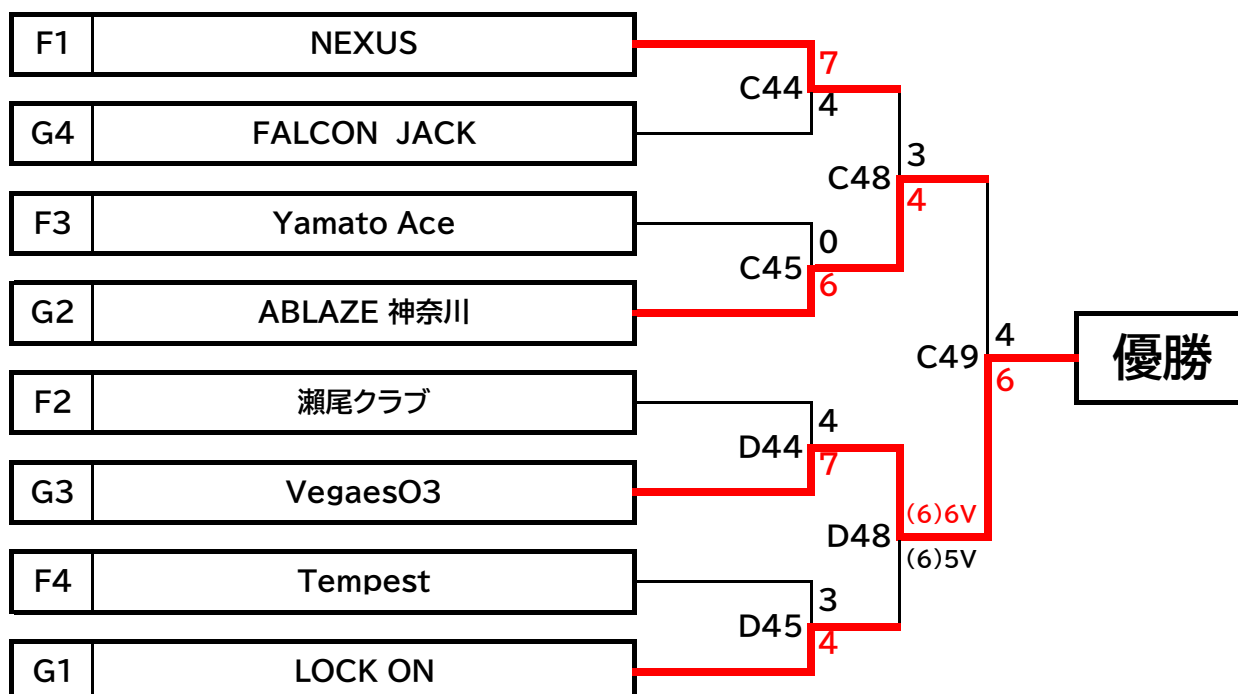 F1 NEXUS
7
C44
4
G4 FALCON JACK
3
C48
4
F3 Yamato Ace
0
C45
6
G2 ABLAZE 神奈川
4
C49
6
優勝
F2 瀬尾クラブ
4
D44
7
G3 VegaesO3
(6)6V
D48
(6)5V
F4 Tempest
3
D45
4
G1 LOCK ON